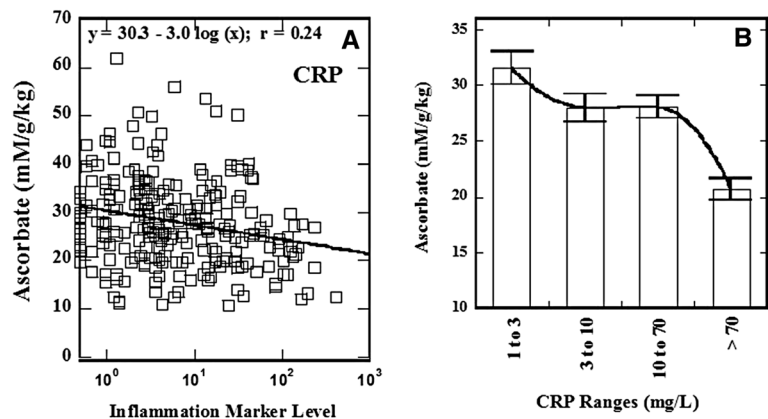 y = 30.3 - 3.0 log (x); r = 0.24
A
CRP
70
60
50
40
30
20
10
0
Ascorbate (mM/g/kg)
10⁰ 10¹ 10² 10³
Inflammation Marker Level
B
35
30
25
20
15
10
Ascorbate (mM/g/kg)
1 to 3
3 to 10
10 to 70
> 70
CRP Ranges (mg/L)